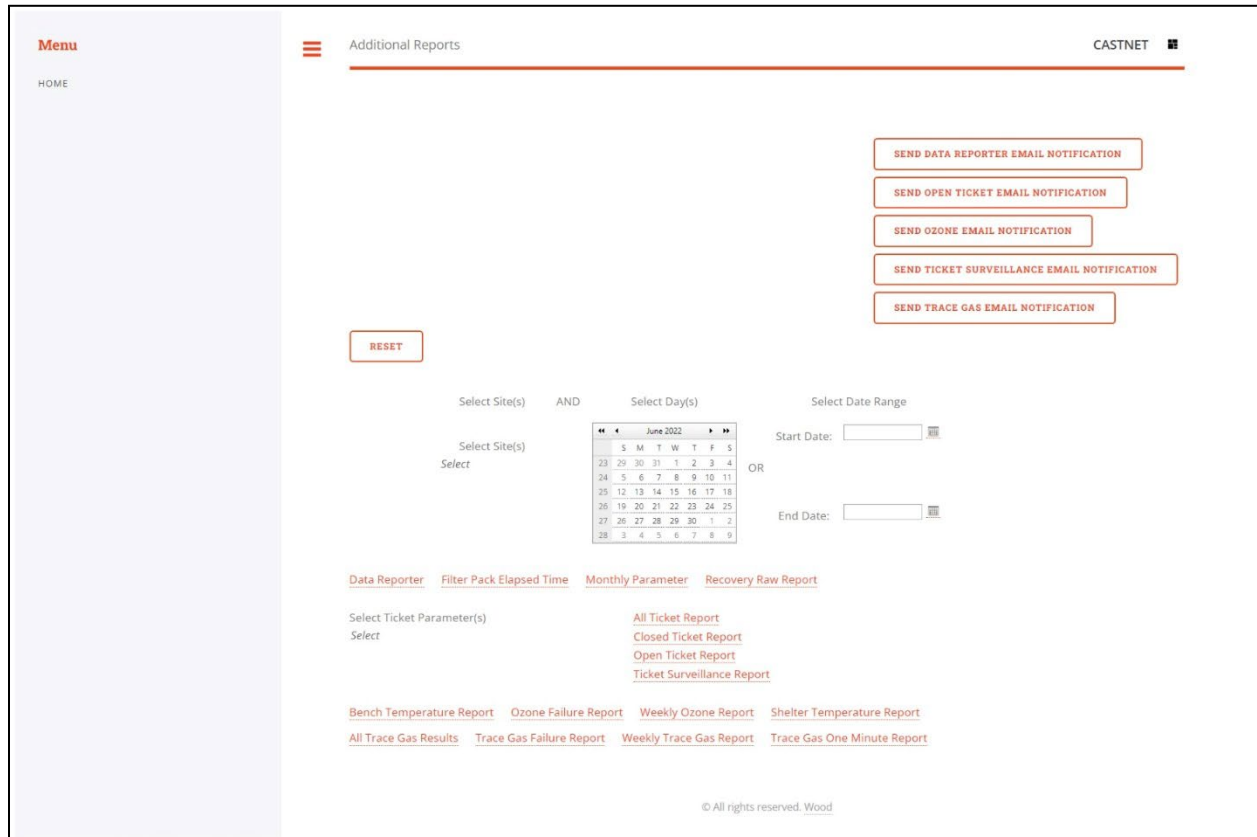 Menu
HOME
Additional Reports
CASTNET
SEND DATA REPORTER EMAIL NOTIFICATION
SEND OPEN TICKET EMAIL NOTIFICATION
SEND OZONE EMAIL NOTIFICATION
SEND TICKET SURVEILLANCE EMAIL NOTIFICATION
SEND TRACE GAS EMAIL NOTIFICATION
RESET
Select Site(s) AND Select Day(s) Select Date Range
Select Site(s)
Select
June 2022
S M T W T F S
23 29 30 31 1 2 3 4
24 5 6 7 8 9 10 11
25 12 13 14 15 16 17 18
26 19 20 21 22 23 24 25
27 26 27 28 29 30 1 2
28 3 4 5 6 7 8 9
OR
Start Date:
End Date:
Data Reporter Filter Pack Elapsed Time Monthly Parameter Recovery Raw Report
Select Ticket Parameter(s)
Select
All Ticket Report
Closed Ticket Report
Open Ticket Report
Ticket Surveillance Report
Bench Temperature Report Ozone Failure Report Weekly Ozone Report Shelter Temperature Report
All Trace Gas Results Trace Gas Failure Report Weekly Trace Gas Report Trace Gas One Minute Report
© All rights reserved. Wood